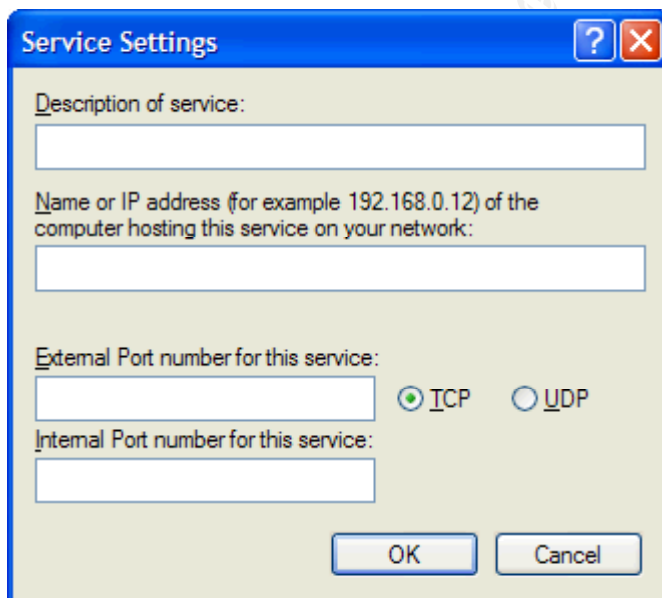 Service Settings
Description of service:
Name or IP address (for example 192.168.0.12) of the
computer hosting this service on your network:
External Port number for this service:
TCP UDP
Internal Port number for this service:
OK Cancel